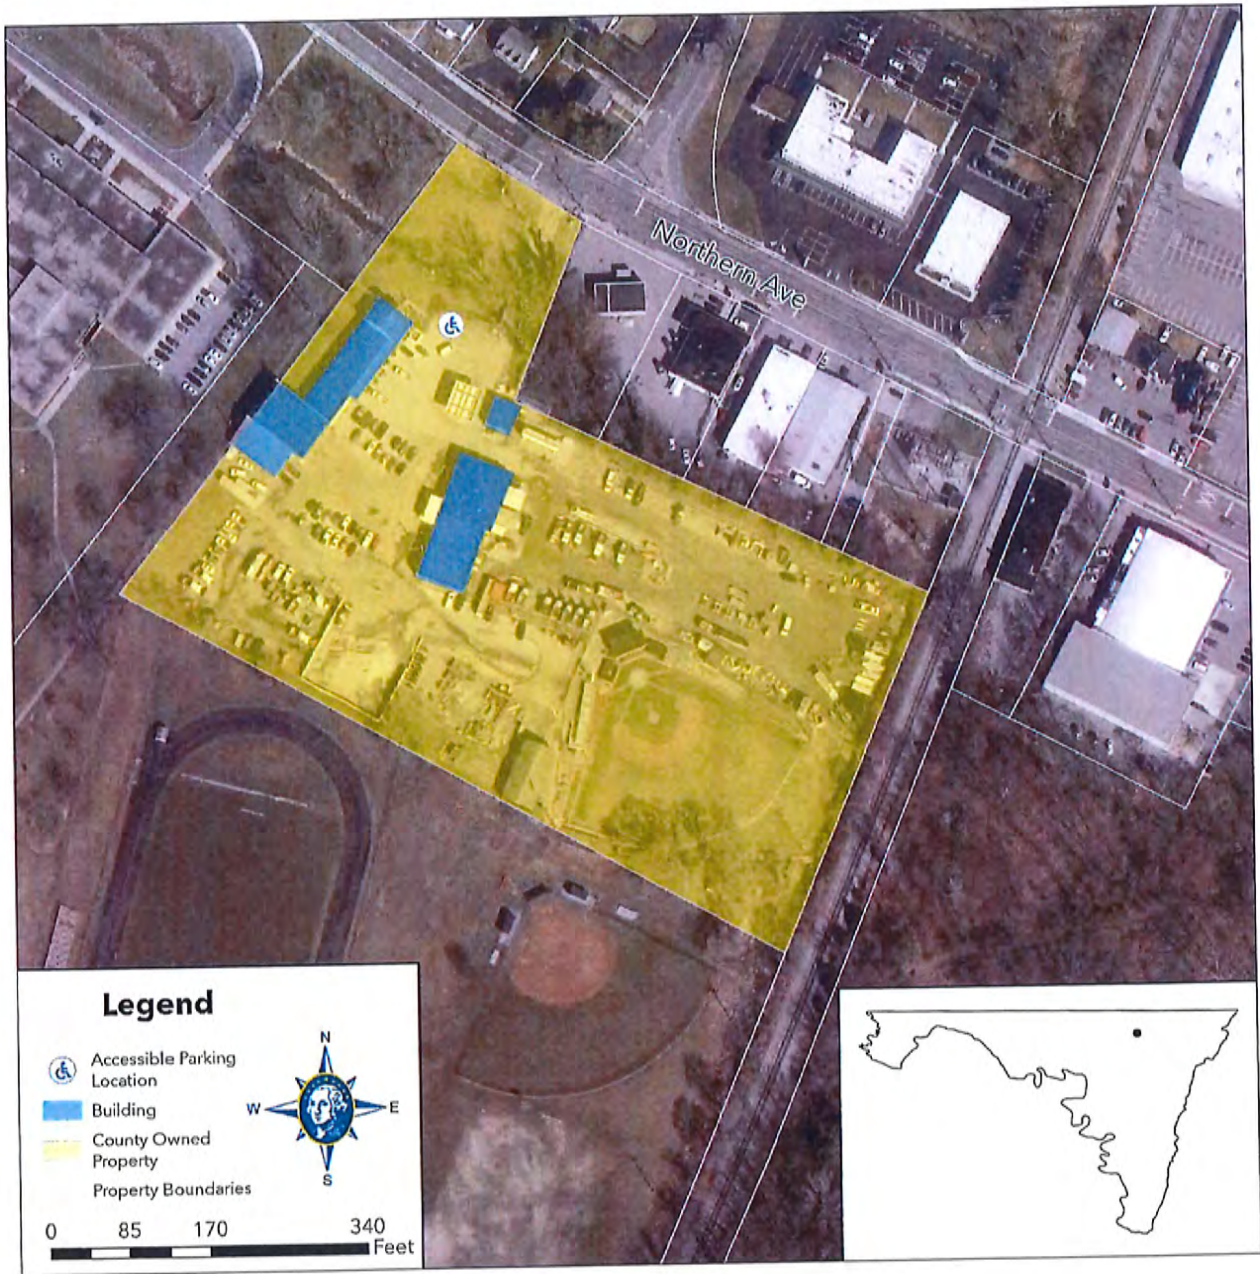 Northern Ave
Legend
Accessible Parking
Location
Building
County Owned
Property
Property Boundaries
N
W
E
S
0 85 170 340
Feet